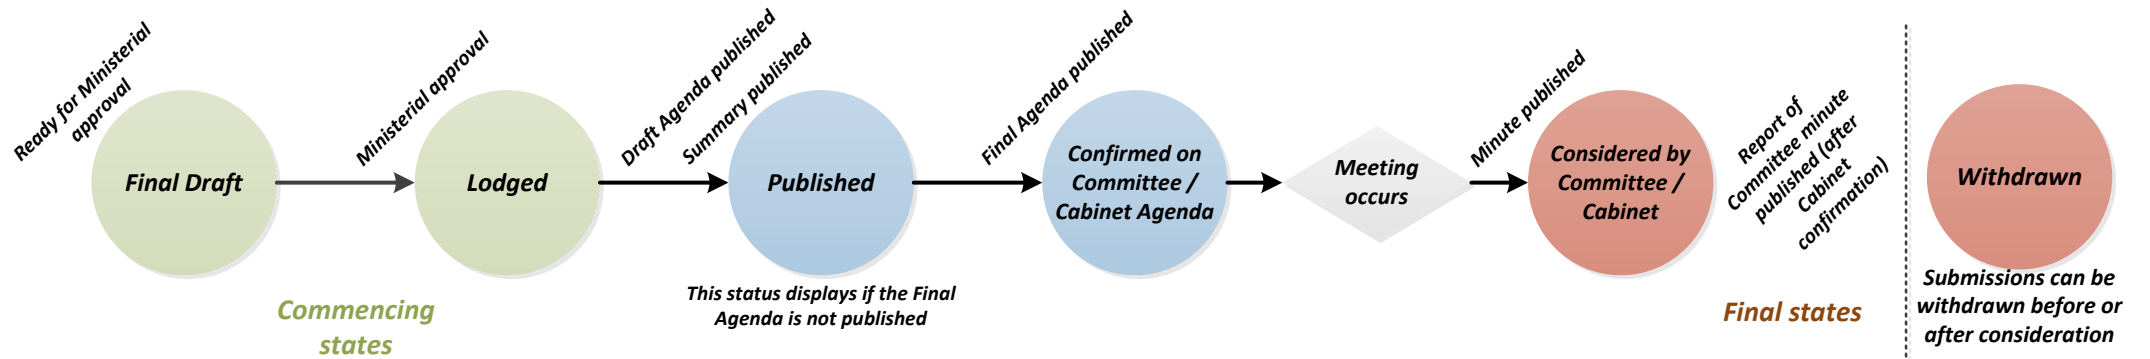 Ready for Ministerial
approval
Final Draft
Ministerial approval
Lodged
Draft Agenda published
Summary published
Published
This status displays if the Final
Agenda is not published
Final Agenda published
Confirmed on
Committee /
Cabinet Agenda
Meeting
occurs
Minute published
Considered by
Committee /
Cabinet
Report of
Committee minute
published (after
Cabinet
confirmation)
Withdrawn
Submissions can be
withdrawn before or
after consideration
Commencing
states
Final states